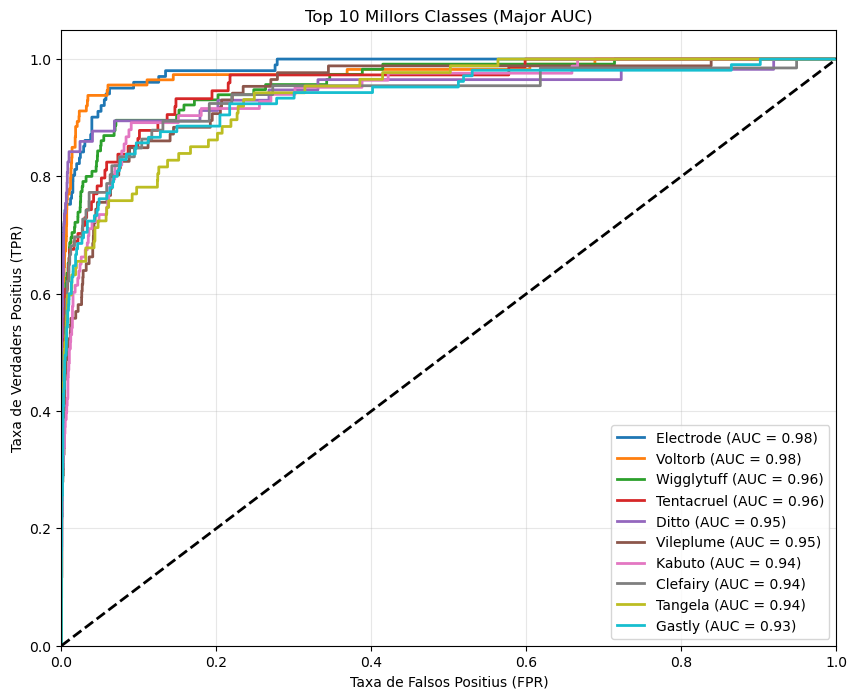 Top 10 Millors Classes (Major AUC)
Taxa de Verdaders Positius (TPR)
1.0
0.8
0.6
0.4
0.2
0.0
Electrode (AUC = 0.98)
Voltorb (AUC = 0.98)
Wigglytuff (AUC = 0.96)
Tentacruel (AUC = 0.96)
Ditto (AUC = 0.95)
Vileplume (AUC = 0.95)
Kabuto (AUC = 0.94)
Clefairy (AUC = 0.94)
Tangela (AUC = 0.94)
Gastly (AUC = 0.93)
0.0 0.2 0.4 0.6 0.8 1.0
Taxa de Falsos Positius (FPR)